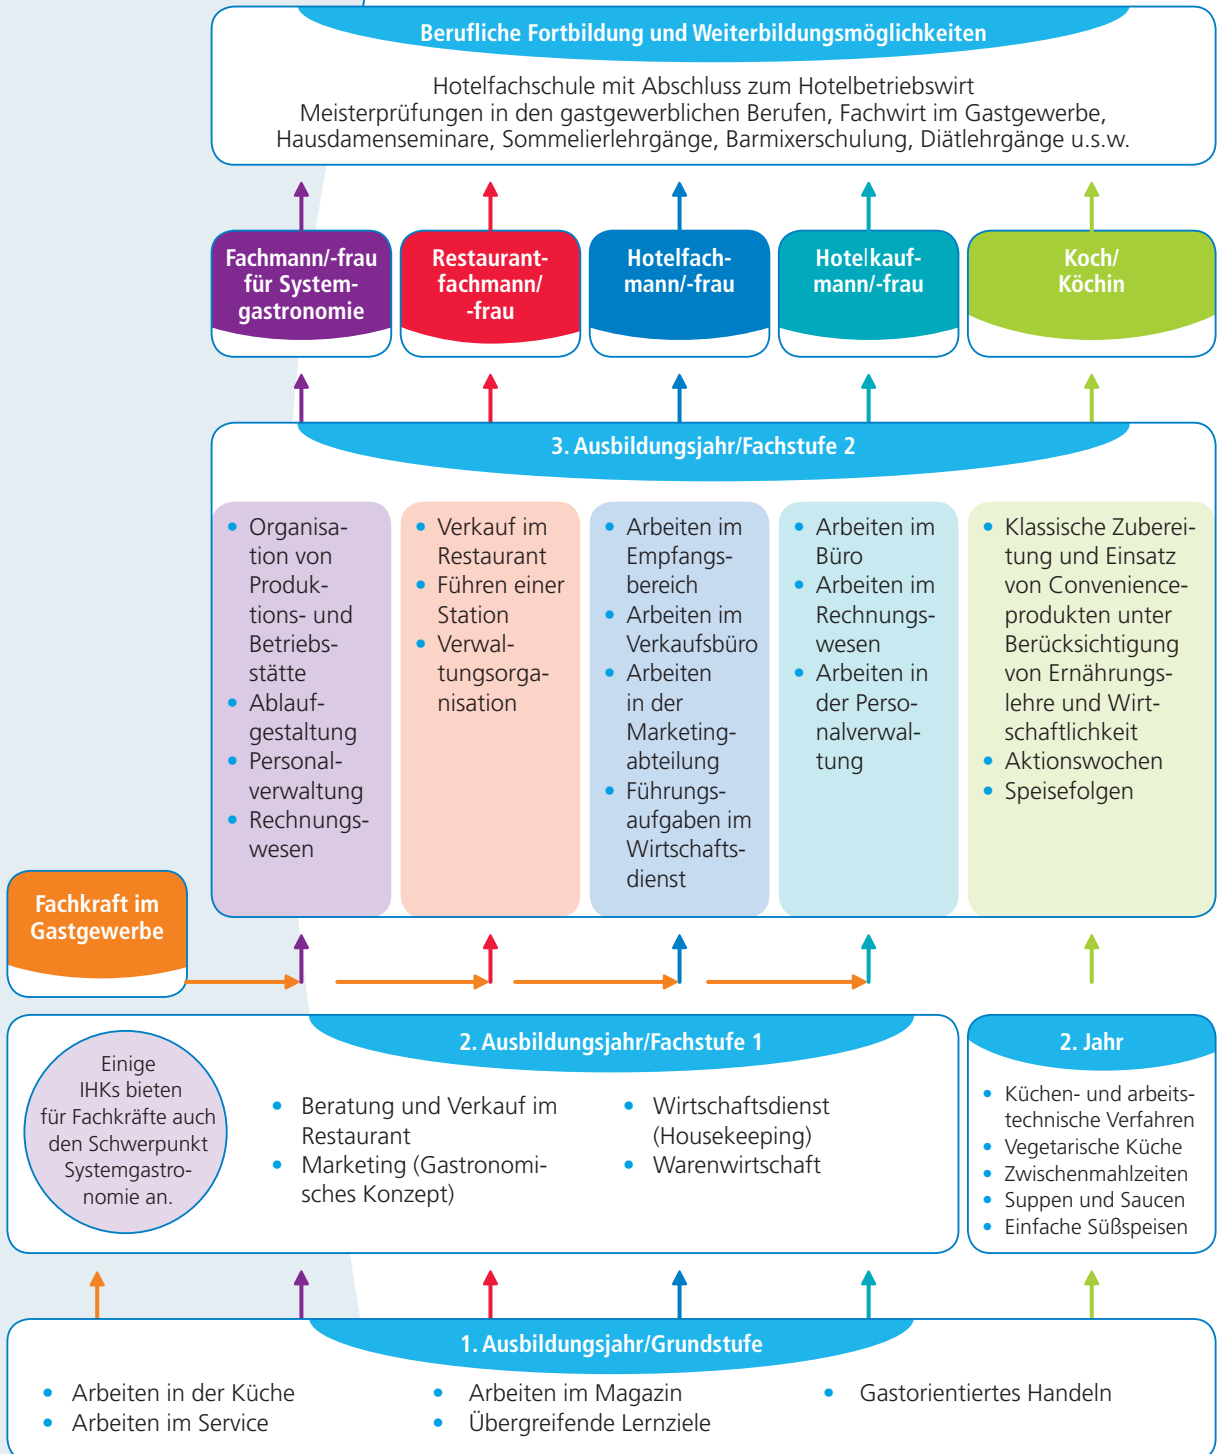 Berufliche Fortbildung und Weiterbildungsmöglichkeiten
Hotelfachschule mit Abschluss zum Hotelbetriebswirt
Meisterprüfungen in den gastgewerblichen Berufen, Fachwirt im Gastgewerbe,
Hausdamenseminare, Sommelierlehrgänge, Barmixerschulung, Diätlehrgänge u.s.w.
Fachmann/-frau
für System-
gastronomie
Restaurant-
fachmann/
-frau
Hotelfach-
mann/-frau
Hotelkauf-
mann/-frau
Koch/
Köchin
3. Ausbildungsjahr/Fachstufe 2
• Organisa-
tion von
Produk-
tions- und
Betriebs-
stätte
• Ablauf-
gestaltung
• Personal-
verwaltung
• Rechnungs-
wesen
• Verkauf im
Restaurant
• Führen einer
Station
• Verwal-
tungsorga-
nisation
• Arbeiten im
Empfangs-
bereich
• Arbeiten im
Verkaufsbüro
• Arbeiten
in der
Marketing-
abteilung
• Führungs-
aufgaben im
Wirtschafts-
dienst
• Arbeiten im
Büro
• Arbeiten im
Rechnungs-
wesen
• Arbeiten in
der Perso-
nalverwal-
tung
• Klassische Zuberei-
tung und Einsatz
von Convenience-
produkten unter
Berücksichtigung
von Ernährungs-
lehre und Wirt-
schaftlichkeit
• Aktionswochen
• Speisefolgen
Fachkraft im
Gastgewerbe
2. Ausbildungsjahr/Fachstufe 1
Einige
IHKs bieten
für Fachkräfte auch
den Schwerpunkt
Systemgastro-
nomie an.
• Beratung und Verkauf im
Restaurant
• Marketing (Gastronomi-
sches Konzept)
• Wirtschaftsdienst
(Housekeeping)
• Warenwirtschaft
2. Jahr
• Küchen- und arbeits-
technische Verfahren
• Vegetarische Küche
• Zwischenmahlzeiten
• Suppen und Saucen
• Einfache Süßspeisen
1. Ausbildungsjahr/Grundstufe
• Arbeiten in der Küche
• Arbeiten im Service
• Arbeiten im Magazin
• Übergreifende Lernziele
• Gastorientiertes Handeln